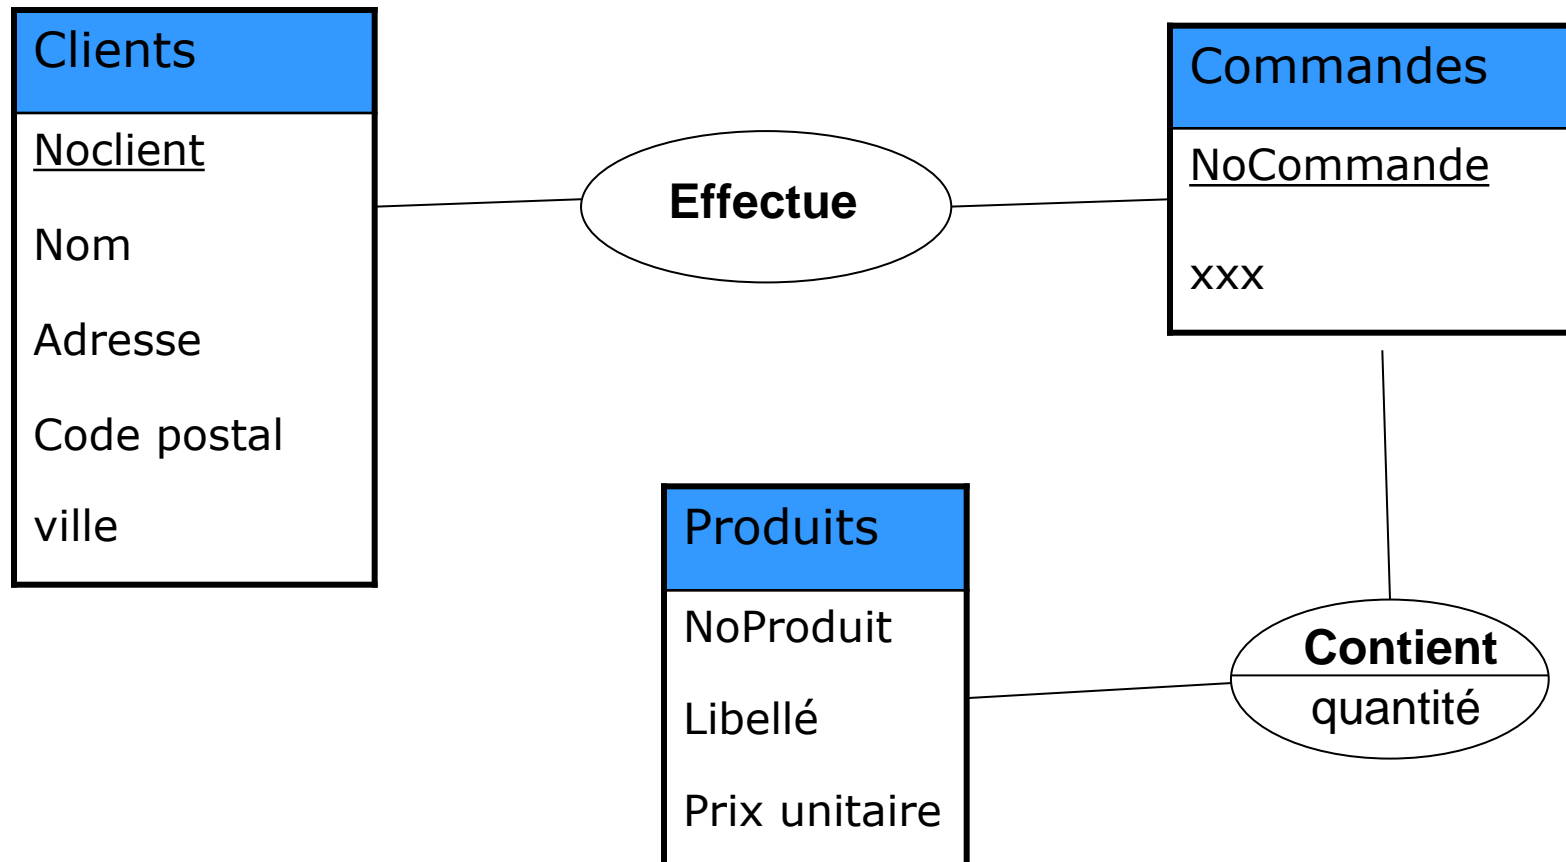 Clients
Noclient
Nom
Adresse
Code postal
ville
Effectue
Commandes
NoCommande
xxx
Produits
NoProduit
Libellé
Prix unitaire
Contient
quantité